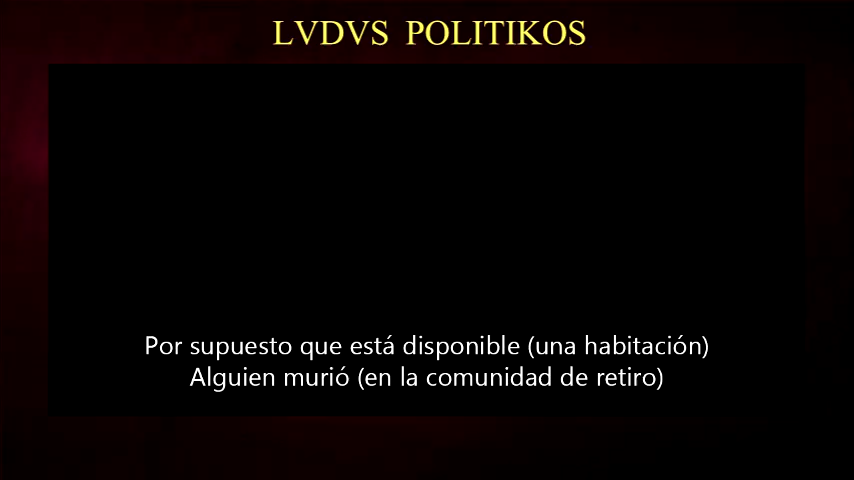 LVDVS POLITIKOS
Por supuesto que está disponible (una habitación)
Alguien murió (en la comunidad de retiro)